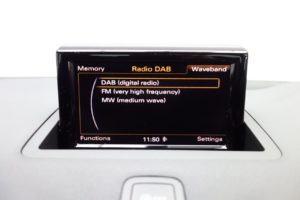 Memory Radio DAB Waveband
DAB (digital radio)
FM (very high frequency)
MW (medium wave)
Functions 11:50 Settings